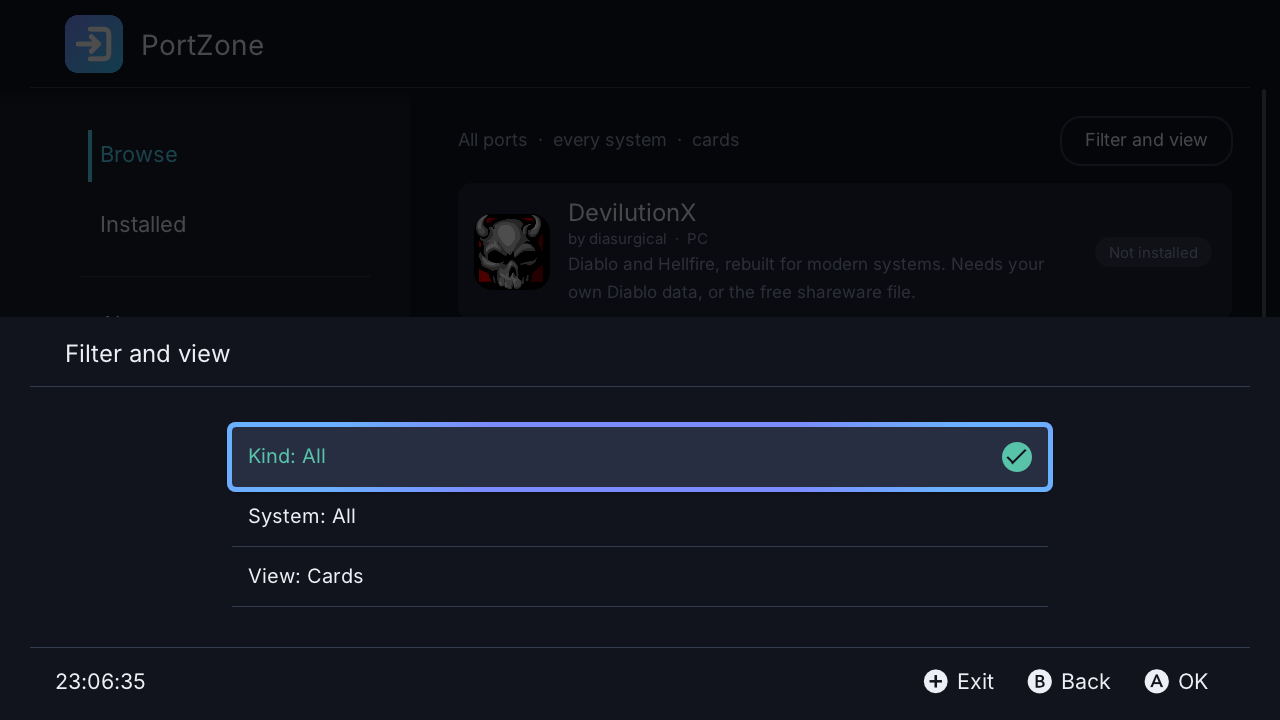 PortZone
Browse
Installed
All ports · every system · cards
Filter and view
DevilutionX
by diasurgical · PC
Diablo and Hellfire, rebuilt for modern systems. Needs your
own Diablo data, or the free shareware file.
Not installed
Filter and view
Kind: All
System: All
View: Cards
23:06:35
+ Exit
B Back
A OK